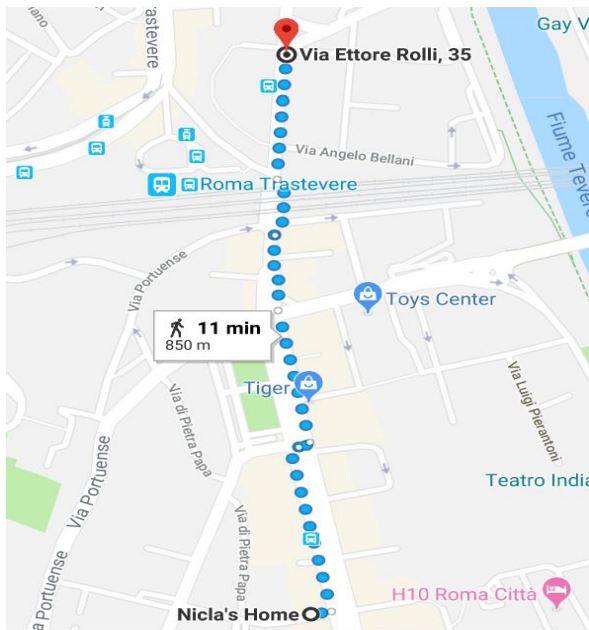 Trastevere
Gay V
Via Ettore Rolli, 35
Fiume Tevere
Via Angelo Bellani
Roma Trastevere
Via Portuense
Toys Center
11 min
850 m
Tiger
Via Luigi Pierantoni
Via di Pietra Papa
Via Portuense
Teatro India
Via di Pietra Papa
Via Portuense
H10 Roma Città
Nicla's Home